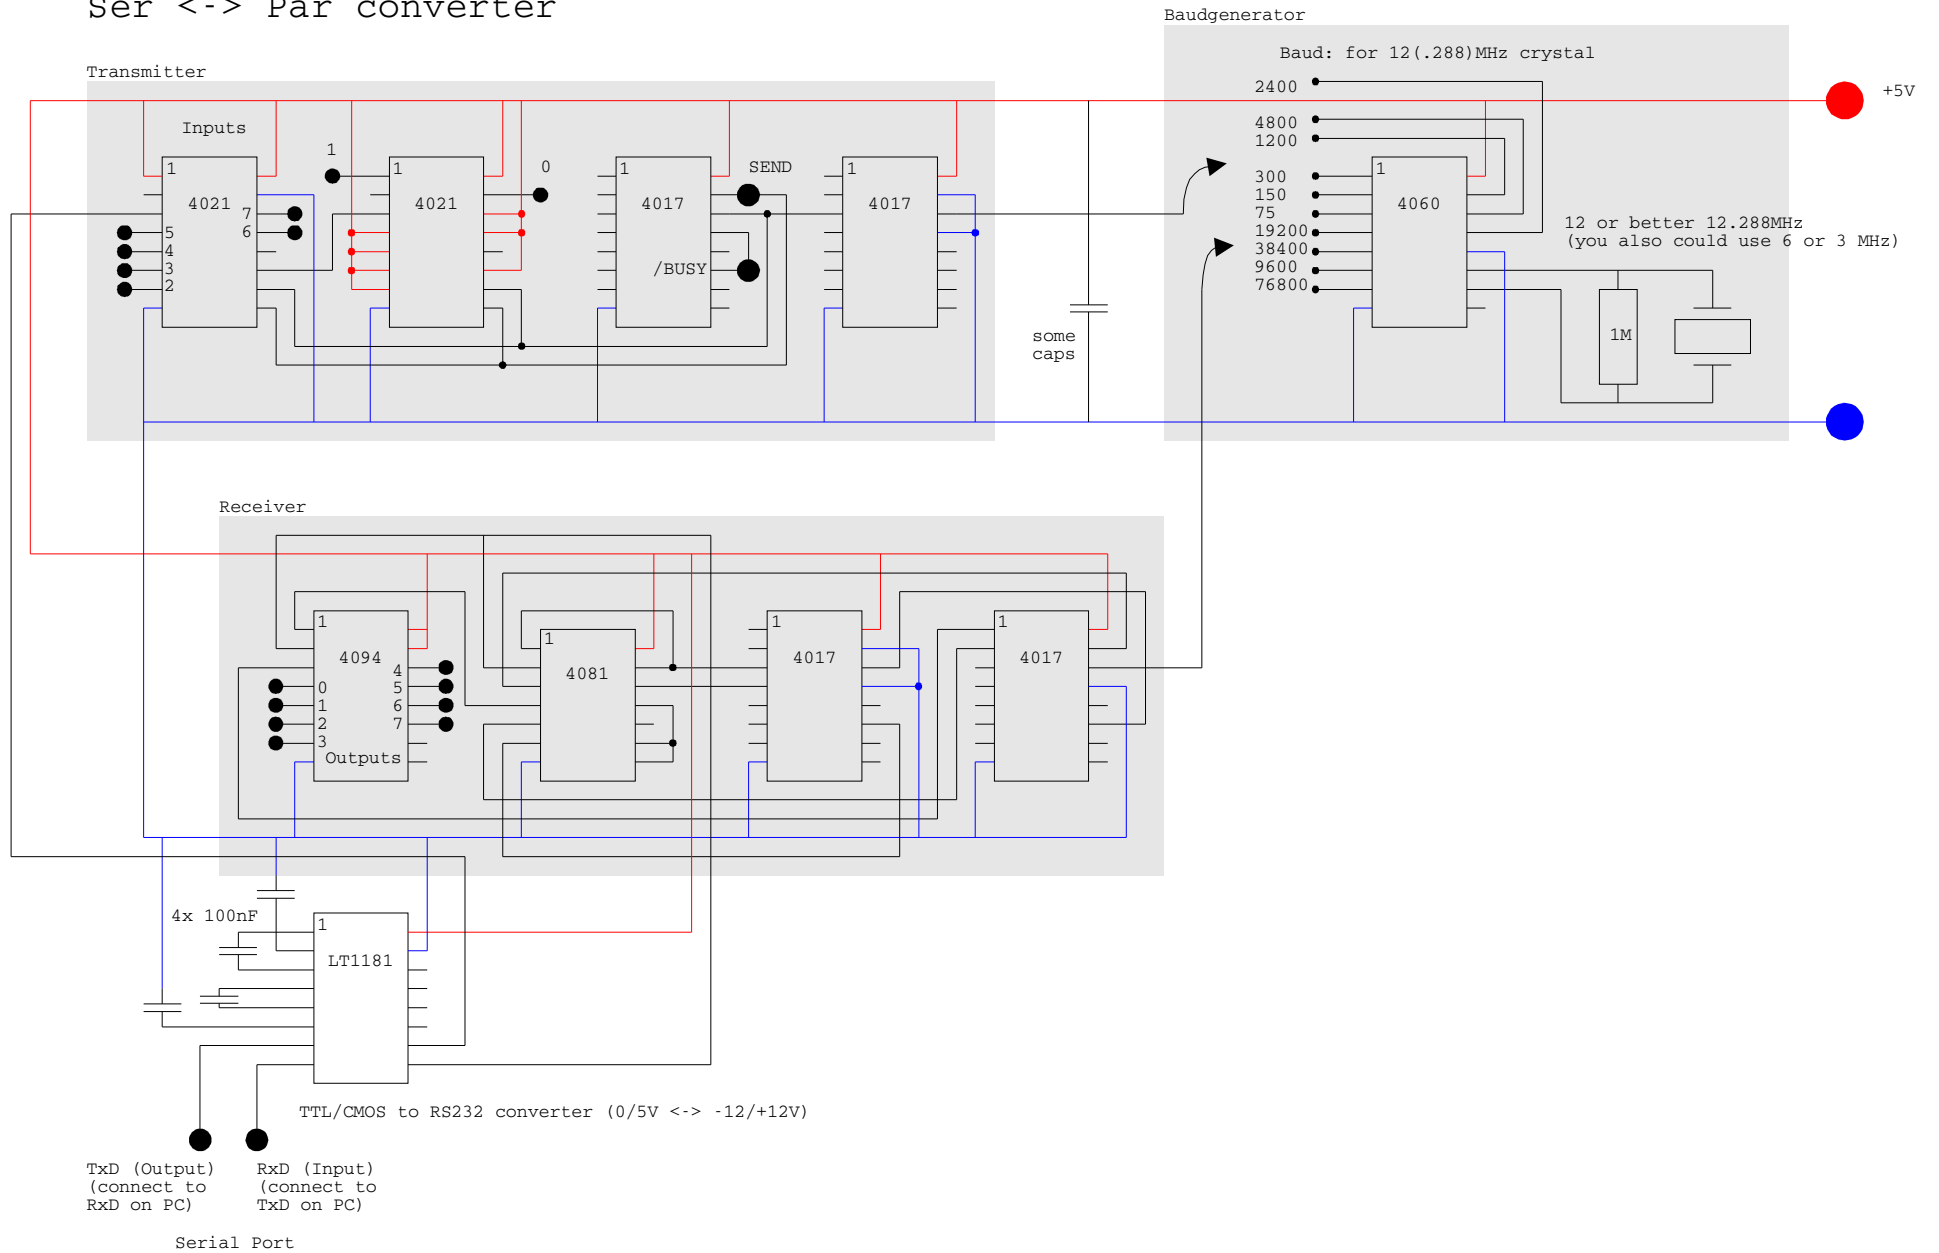 Ser <-> Par converter
Baudgenerator
Baud: for 12(.288)MHz crystal
Transmitter
2400
+5V
4800
1200
Inputs
1
0
SEND
1
1
1
1
1
300
150
75
19200
38400
9600
76800
4021
4021
4017
4017
4060
7
6
5
4
3
2
/BUSY
12 or better 12.288MHz
(you also could use 6 or 3 MHz)
some
caps
1M
Receiver
1
1
1
1
4094
4081
4017
4017
4
5
6
7
0
1
2
3
Outputs
4x 100nF
1
LT1181
TTL/CMOS to RS232 converter (0/5V <-> -12/+12V)
TxD (Output)
(connect to
RxD on PC)
RxD (Input)
(connect to
TxD on PC)
Serial Port